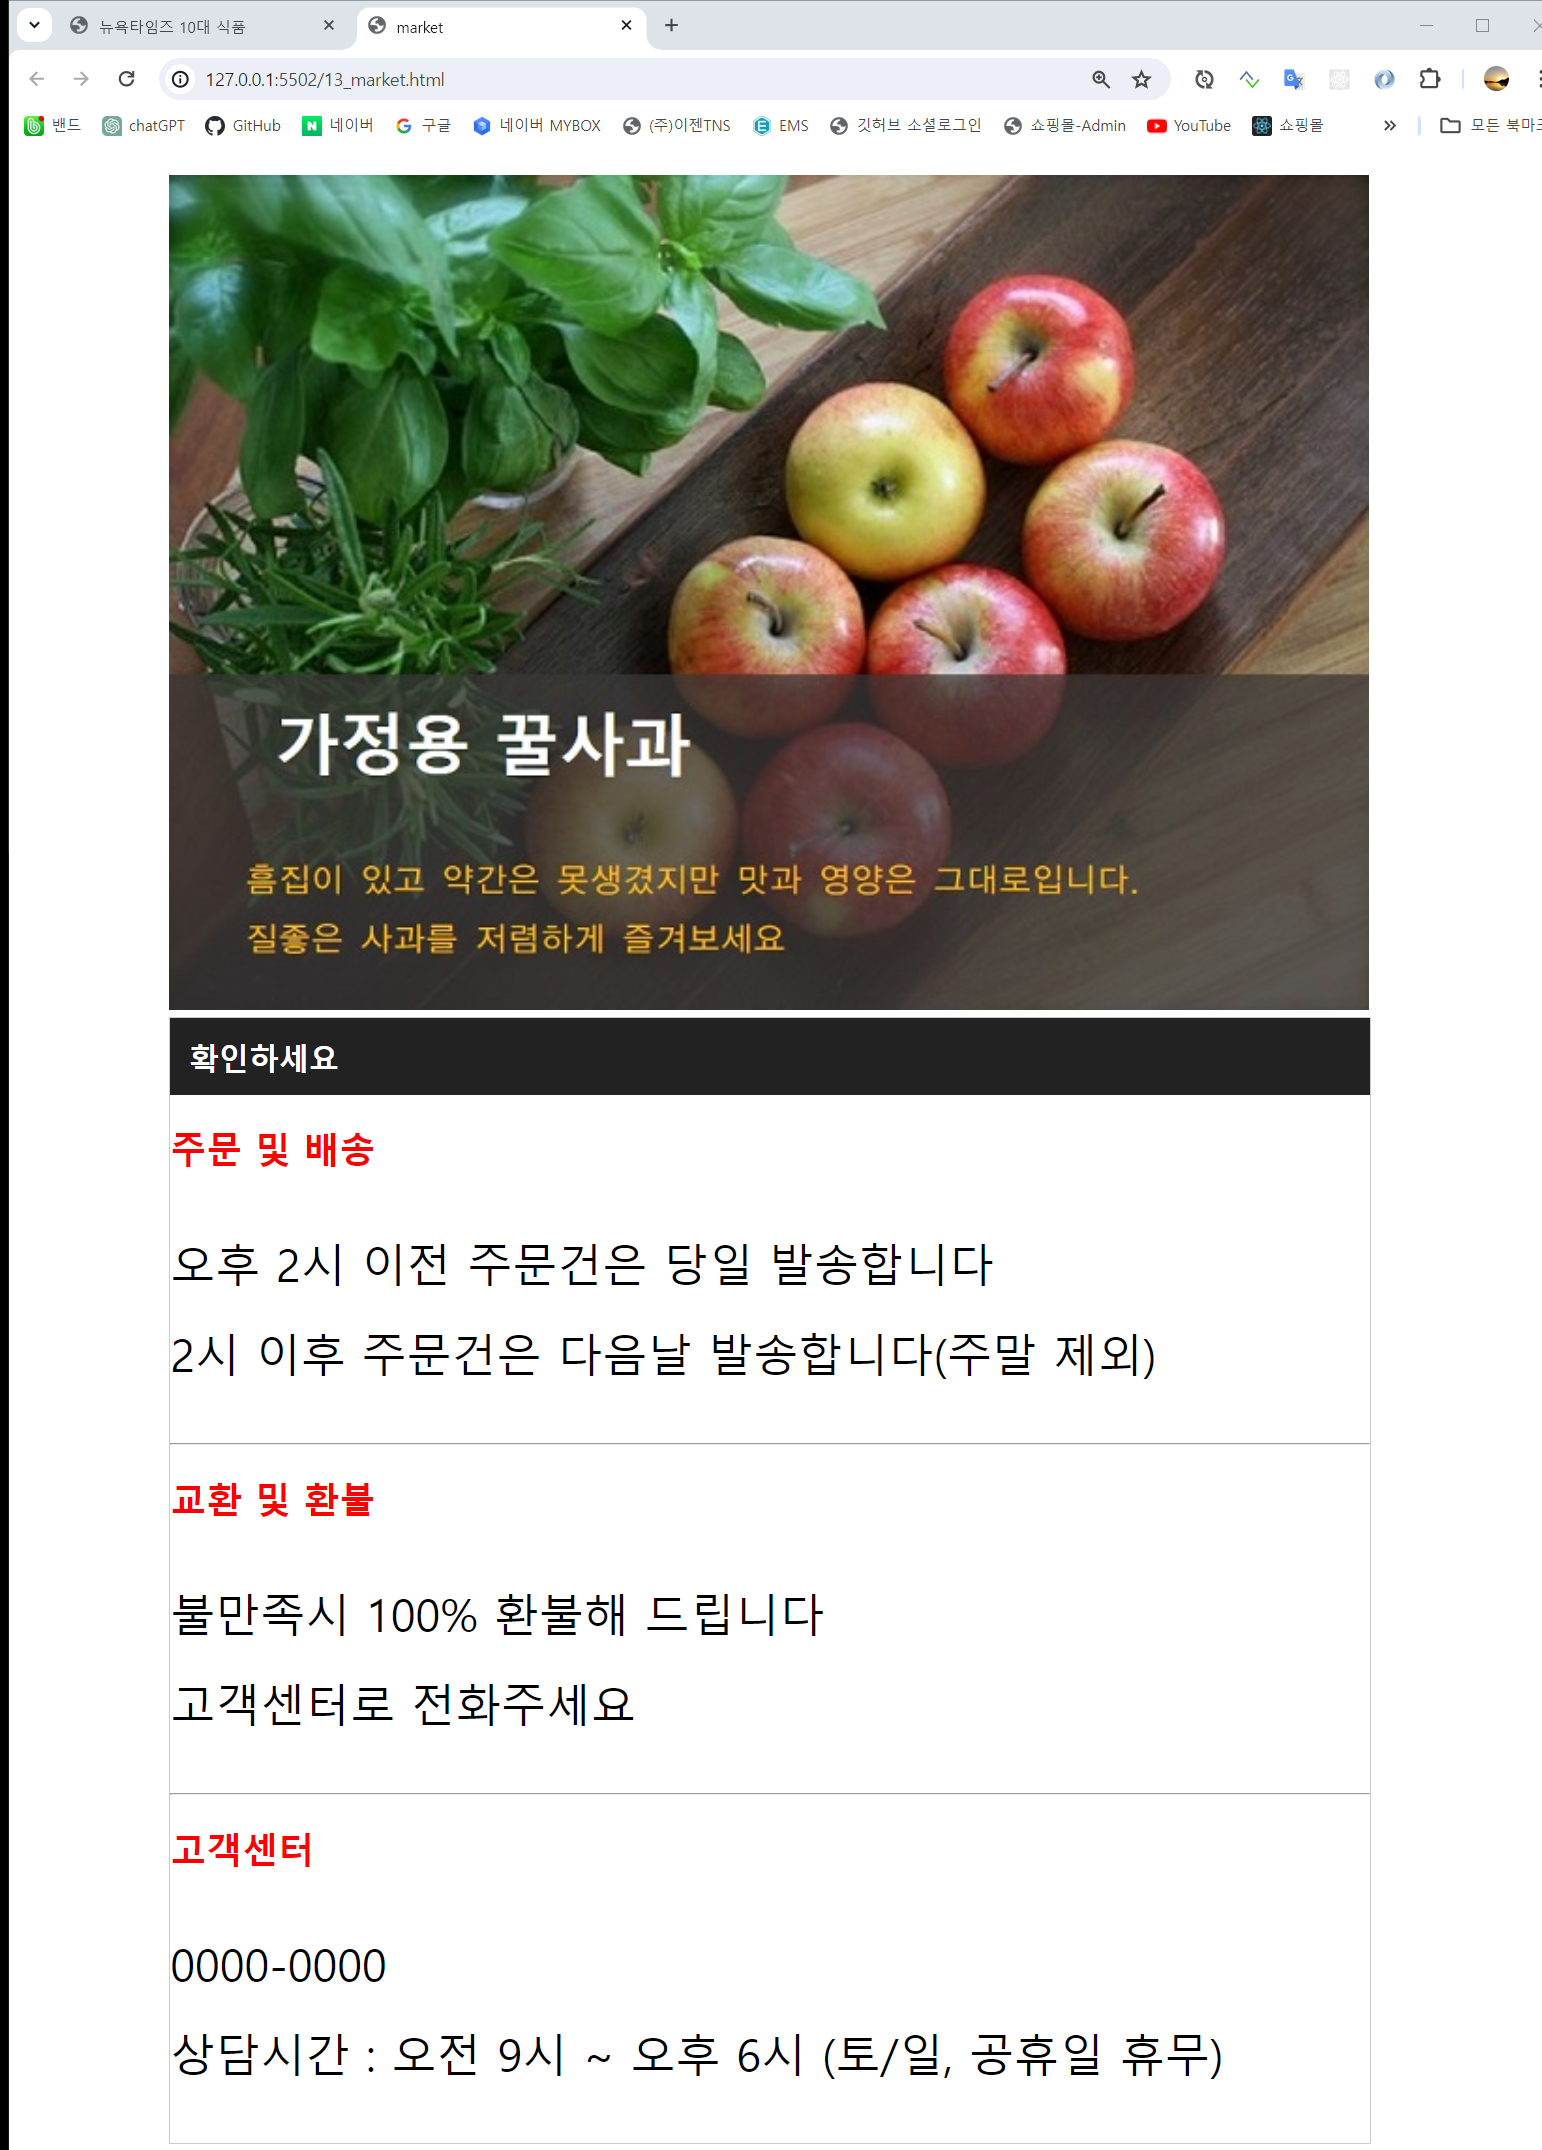 뉴욕타임즈 10대 식품
market
127.0.0.1:5502/13_market.html
밴드 chatGPT GitHub 네이버 구글 네이버 MYBOX (주)이젠TNS EMS 깃허브 소셜로그인 쇼핑몰-Admin YouTube 쇼핑몰 모든
가정용 꿀사과
흠집이 있고 약간은 못생겼지만 맛과 영양은 그대로입니다.
질좋은 사과를 저렴하게 즐겨보세요
확인하세요
주문 및 배송
오후 2시 이전 주문건은 당일 발송합니다
2시 이후 주문건은 다음날 발송합니다(주말 제외)
교환 및 환불
불만족시 100% 환불해 드립니다
고객센터로 전화주세요
고객센터
0000-0000
상담시간 : 오전 9시 ~ 오후 6시 (토/일, 공휴일 휴무)